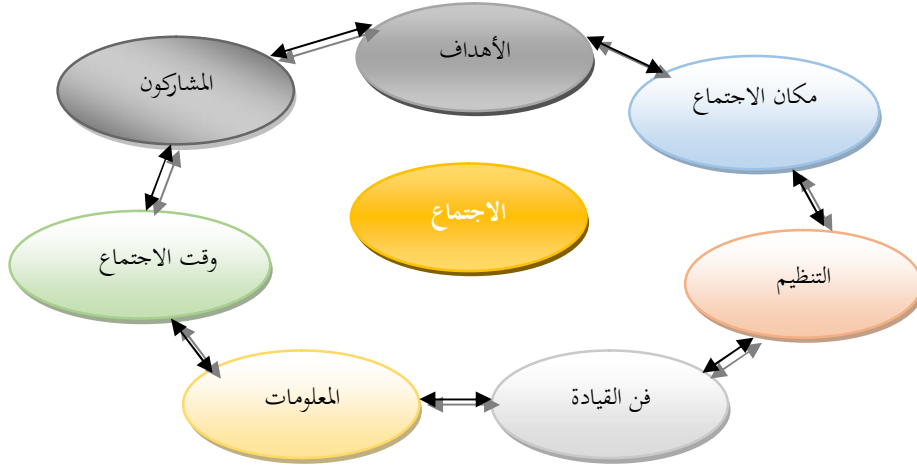 الأهداف
المشاركون
مكان الاجتماع
الاجتماع
وقت الاجتماع
التنظيم
المعلومات
فن القيادة